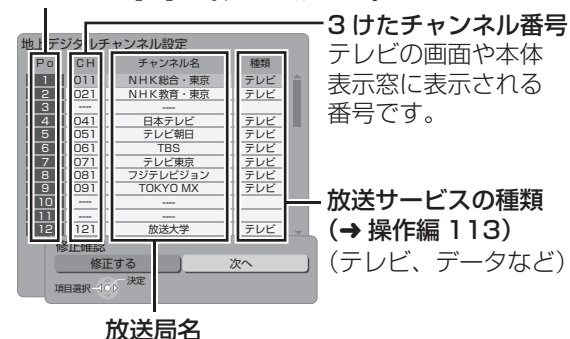 3けたチャンネル番号
テレビの画面や本体
表示窓に表示される
番号です。
地上デジタルチャンネル設定
Po CH チャンネル名 種類
1 011 NHK総合・東京 テレビ
2 021 NHK教育・東京 テレビ
3 ---- ----
4 041 日本テレビ テレビ
5 051 テレビ朝日 テレビ
6 061 TBS テレビ
7 071 テレビ東京 テレビ
8 081 フジテレビジョン テレビ
9 091 TOKYO MX テレビ
10 ---- ----
11 ---- ----
12 121 放送大学 テレビ
修正確認
修正する 次へ
項目選択 決定
放送サービスの種類
(➜ 操作編 113)
(テレビ、データなど)
放送局名